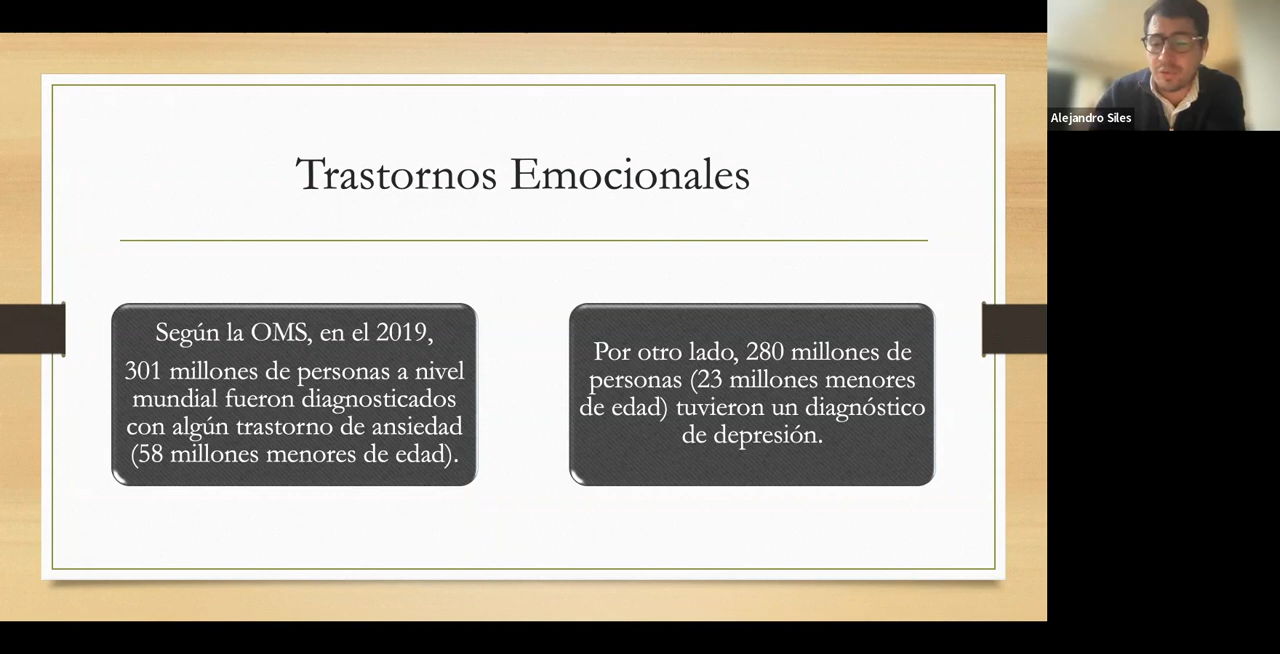 Trastornos Emocionales
Según la OMS, en el 2019,
301 millones de personas a nivel
mundial fueron diagnosticados
con algún trastorno de ansiedad
(58 millones menores de edad).
Por otro lado, 280 millones de
personas (23 millones menores
de edad) tuvieron un diagnóstico
de depresión.
Alejandro Siles